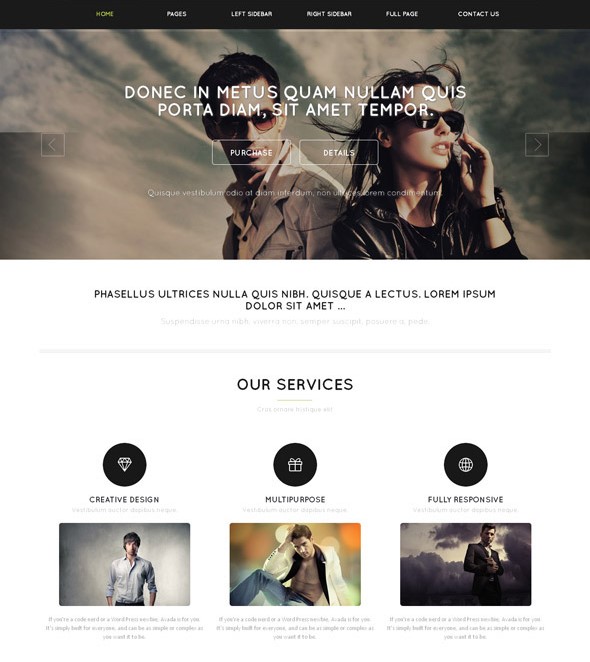 HOME PAGES LEFT SIDEBAR RIGHT SIDEBAR FULL PAGE CONTACT US
DONEC IN METUS QUAM NULLAM QUIS
PORTA DIAM, SIT AMET TEMPOR.
PURCHASE DETAILS
Quisque vestibulum odio at diam interdum, non ultrices lorem condimentum.
PHASELLUS ULTRICES NULLA QUIS NIBH. QUISQUE A LECTUS. LOREM IPSUM
DOLOR SIT AMET ...
Suspendisse urna nibh, viverra non, semper suscipit, posuere a, pede.
OUR SERVICES
Cras ornare tristique elit
CREATIVE DESIGN
Vestibulum auctor dapibus neque.
MULTIPURPOSE
Vestibulum auctor dapibus neque.
FULLY RESPONSIVE
Vestibulum auctor dapibus neque.
If you're a code nerd or a WordPress newbie, Avada is for you.
It's simply built for everyone, and can be as simple or complex as
you want it to be.
If you're a code nerd or a WordPress newbie, Avada is for you.
It's simply built for everyone, and can be as simple or complex as
you want it to be.
If you're a code nerd or a WordPress newbie, Avada is for you.
It's simply built for everyone, and can be as simple or complex as
you want it to be.